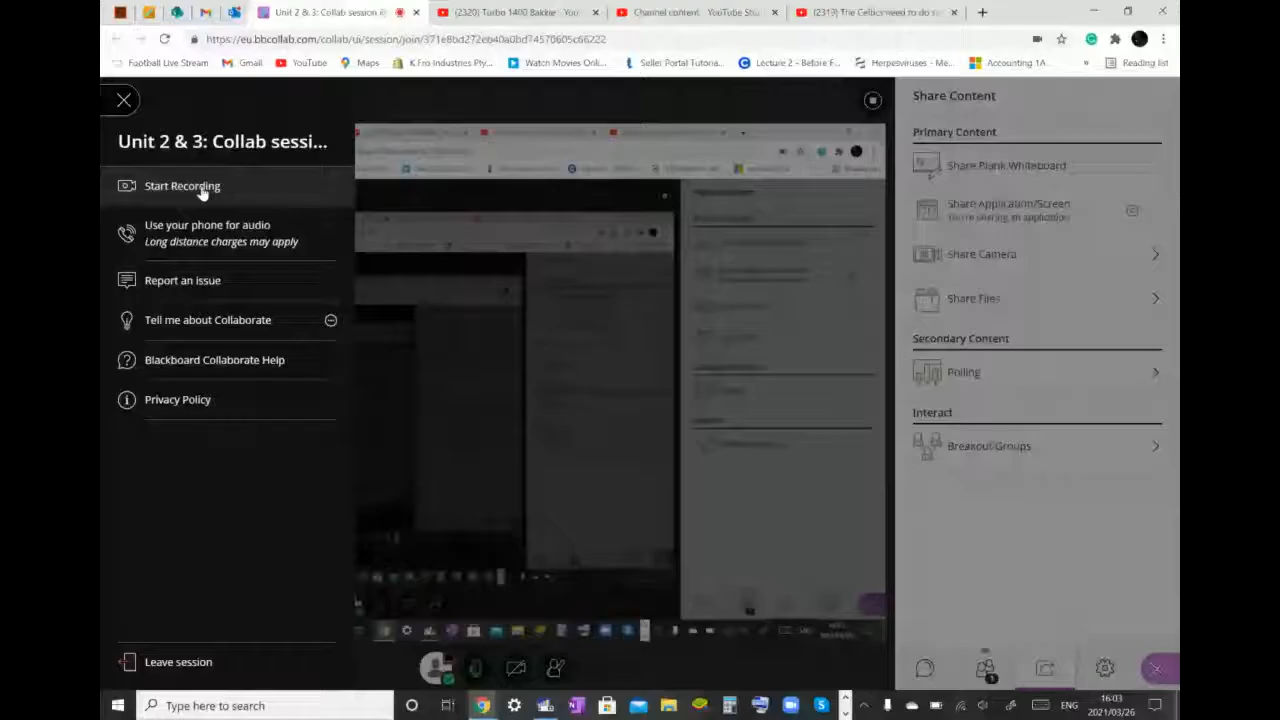 Unit 2 & 3: Collab session
(2320) Turbo 1400 Bakkie - You
Channel content - YouTube Stu
(2319) The Celtics need to do s
https://eu.bbcollab.com/collab/ui/session/join/371e8bd272eb40a0bd74570605c66222
Football Live Stream
Gmail
YouTube
Maps
K Fro Industries Pty...
Watch Movies Onli...
Seller Portal Tutoria...
Lecture 2 - Before F...
Herpesviruses - Me...
Accounting 1A...
»
Reading list
Share Content
Unit 2 & 3: Collab sessi...
Primary Content
Share Blank Whiteboard
Start Recording
Share Application/Screen
You're sharing an application
Use your phone for audio
Long distance charges may apply
Share Camera
Report an issue
Share Files
Tell me about Collaborate
Secondary Content
Blackboard Collaborate Help
Polling
Privacy Policy
Interact
Breakout Groups
Leave session
Type here to search
ENG
16:03
2021/03/26